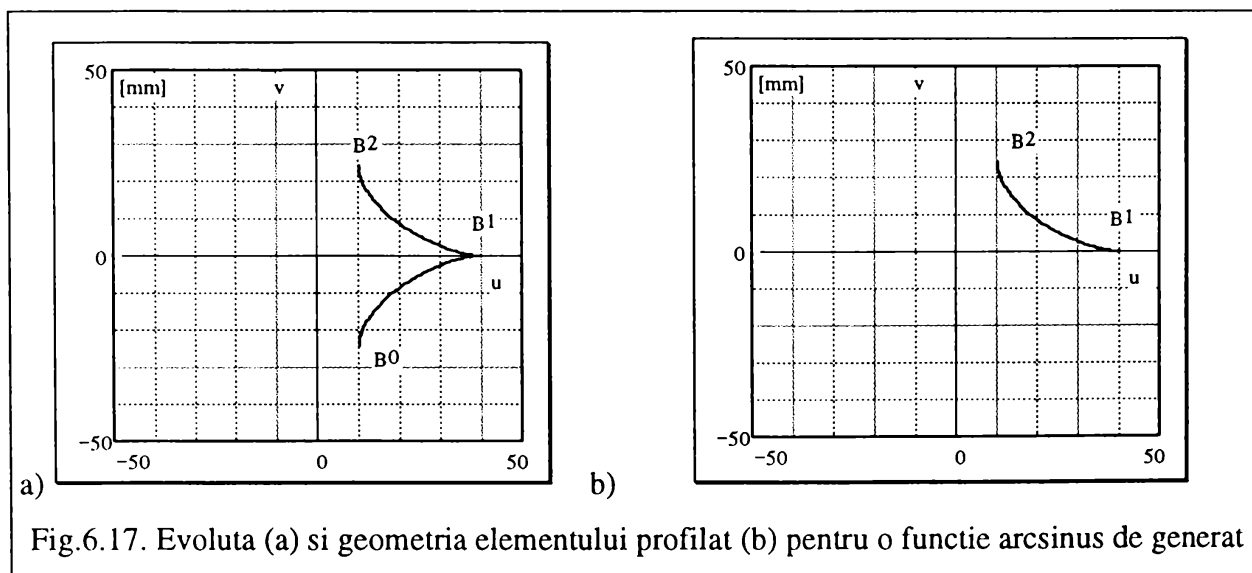 50
[mm]
v
B2
B1
0
u
B0
−50
−50
0
50
a)
50
[mm]
v
B2
B1
0
u
−50
−50
0
50
b)
Fig.6.17. Evoluta (a) si geometria elementului profilat (b) pentru o functie arcsinus de generat